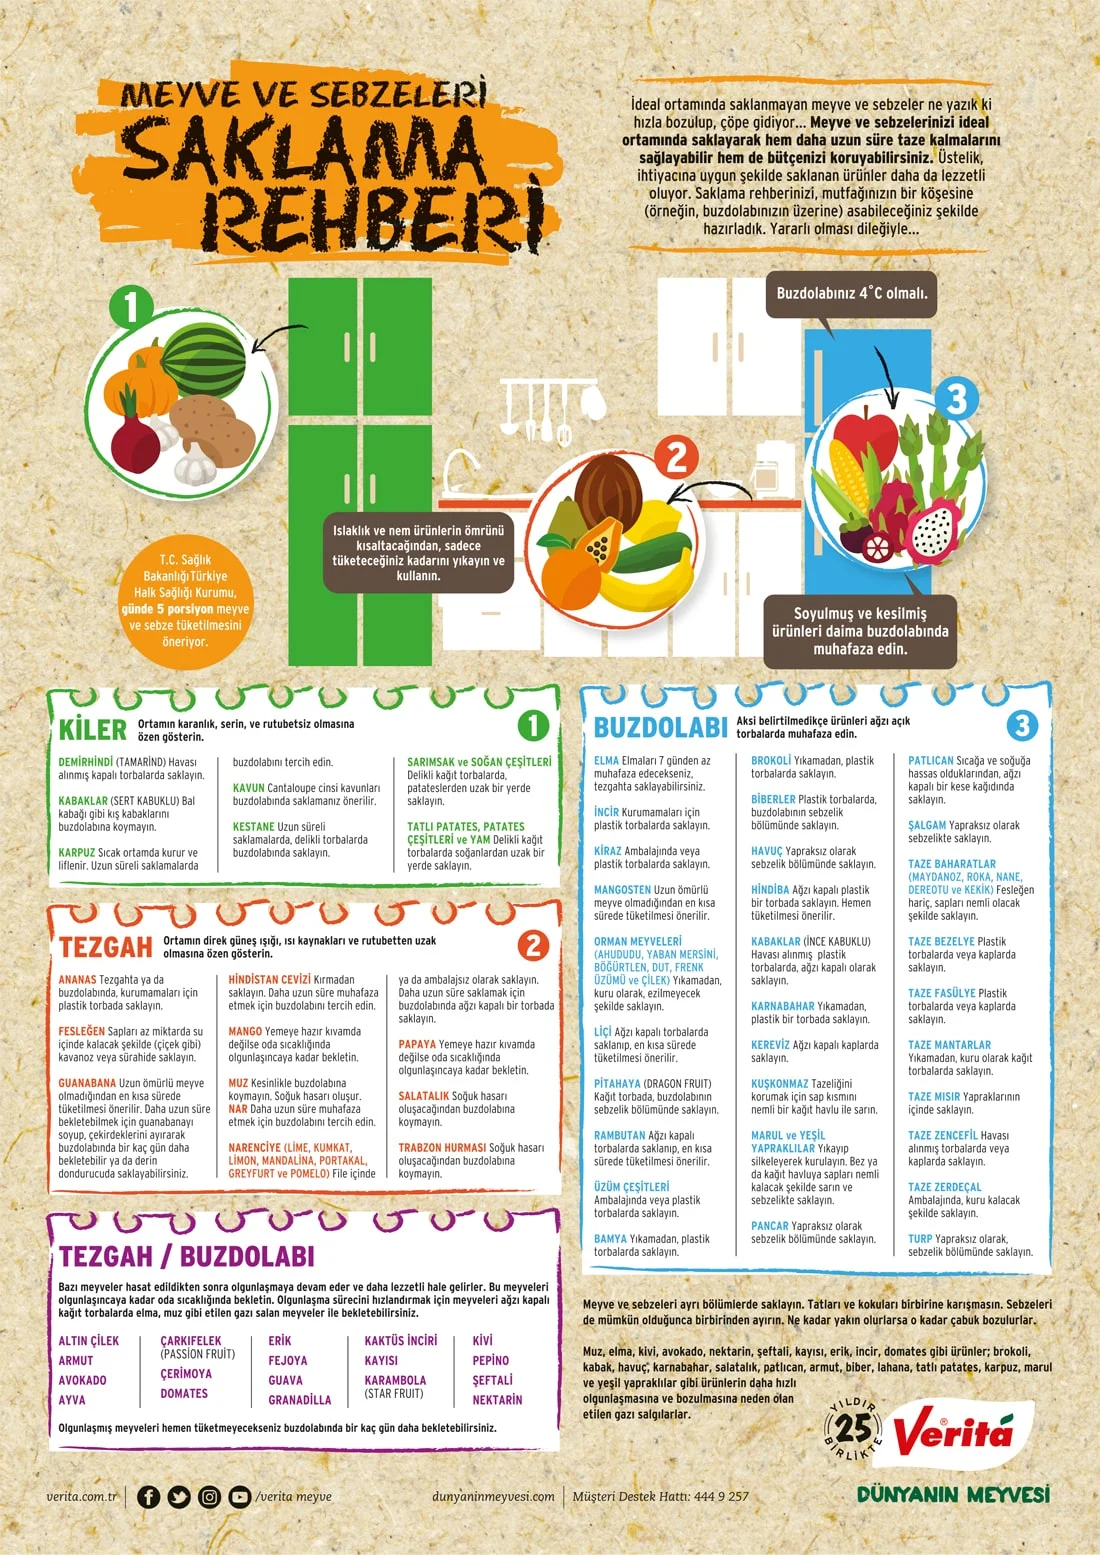 MEYVE VE SEBZELERİ
SAKLAMA
REHBERİ
İdeal ortamında saklanmayan meyve ve sebzeler ne yazık ki
hızla bozulup, çöpe gidiyor... Meyve ve sebzelerinizi ideal
ortamında saklayarak hem daha uzun süre taze kalmalarını
sağlayabilir hem de bütçenizi koruyabilirsiniz. Üstelik,
ihtiyacına uygun şekilde saklanan ürünler daha da lezzetli
oluyor. Saklama rehberinizi, mutfağınızın bir köşesine
(örneğin, buzdolabınızın üzerine) asabileceğiniz şekilde
hazırladık. Yararlı olması dileğiyle...
1
Buzdolabınız 4°C olmalı.
3
2
Islaklık ve nem ürünlerin ömrünü
kısaltacağından, sadece
tüketeceğiniz kadarını yıkayın ve
kullanın.
T.C. Sağlık
Bakanlığı Türkiye
Halk Sağlığı Kurumu,
günde 5 porsiyon meyve
ve sebze tüketilmesini
öneriyor.
Soyulmuş ve kesilmiş
ürünleri daima buzdolabında
muhafaza edin.
KİLER
Ortamın karanlık, serin, ve rutubetsiz olmasına
özen gösterin.
1
DEMİRHİNDİ (TAMARİND) Havası
alınmış kapalı torbalarda saklayın.
KABAKLAR (SERT KABUKLU) Bal
kabağı gibi kış kabaklarını
buzdolabına koymayın.
KARPUZ Sıcak ortamda kurur ve
liflenir. Uzun süreli saklamalarda
buzdolabını tercih edin.
KAVUN Cantaloupe cinsi kavunları
buzdolabında saklamanız önerilir.
KESTANE Uzun süreli
saklamalarda, delikli torbalarda
buzdolabında saklayın.
SARIMSAK ve SOĞAN ÇEŞİTLERİ
Delikli kağıt torbalarda,
patateslerden uzak bir yerde
saklayın.
TATLI PATATES, PATATES
ÇEŞİTLERİ ve YAM Delikli kağıt
torbalarda soğanlardan uzak bir
yerde saklayın.
TEZGAH
Ortamın direk güneş ışığı, ısı kaynakları ve rutubetten uzak
olmasına özen gösterin.
2
ANANAS Tezgahta ya da
buzdolabında, kurumamaları için
plastik torbada saklayın.
FESLEĞEN Sapları az miktarda su
içinde kalacak şekilde (çiçek gibi)
kavanoz veya sürahide saklayın.
GUANABANA Uzun ömürlü meyve
olmadığından en kısa sürede
tüketilmesi önerilir. Daha uzun süre
bekletebilmek için guanabanayı
soyup, çekirdeklerini ayırarak
buzdolabında bir kaç gün daha
bekletebilir ya da derin
dondurucuda saklayabilirsiniz.
HİNDİSTAN CEVİZİ Kırmadan
saklayın. Daha uzun süre muhafaza
etmek için buzdolabını tercih edin.
MANGO Yemeye hazır kıvamda
değilse oda sıcaklığında
olgunlaşıncaya kadar bekletin.
MUZ Kesinlikle buzdolabına
koymayın. Soğuk hasarı oluşur.
NAR Daha uzun süre muhafaza
etmek için buzdolabını tercih edin.
NARENCİYE (LİME, KUMKAT,
LİMON, MANDALİNA, PORTAKAL,
GREYFURT ve POMELO) File içinde
ya da ambalajsız olarak saklayın.
Daha uzun süre saklamak için
buzdolabında ağzı kapalı bir torbada
saklayın.
PAPAYA Yemeye hazır kıvamda
değilse oda sıcaklığında
olgunlaşıncaya kadar bekletin.
SALATALIK Soğuk hasarı
oluşacağından buzdolabına
koymayın.
TRABZON HURMASI Soğuk hasarı
oluşacağından buzdolabına
koymayın.
TEZGAH / BUZDOLABI
Bazı meyveler hasat edildikten sonra olgunlaşmaya devam eder ve daha lezzetli hale gelirler. Bu meyveleri
olgunlaşıncaya kadar oda sıcaklığında bekletin. Olgunlaşma sürecini hızlandırmak için meyveleri ağzı kapalı
kağıt torbalarda elma, muz gibi etilen gazı salan meyveler ile bekletebilirsiniz.
ALTIN ÇİLEK
ARMUT
AVOKADO
AYVA
ÇARKIFELEK
(PASSİON FRUİT)
ÇERİMOYA
DOMATES
ERİK
FEJOYA
GUAVA
GRANADİLLA
KAKTÜS İNCİRİ
KAYISI
KARAMBOLA
(STAR FRUIT)
KİVİ
PEPİNO
ŞEFTALİ
NEKTARİN
Olgunlaşmış meyveleri hemen tüketmeyecekseniz buzdolabında bir kaç gün daha bekletebilirsiniz.
BUZDOLABI
Aksi belirtilmedikçe ürünleri ağzı açık
torbalarda muhafaza edin.
3
ELMA Elmaları 7 günden az
muhafaza edecekseniz,
tezgahta saklayabilirsiniz.
İNCİR Kurumamaları için
plastik torbalarda saklayın.
KİRAZ Ambalajında veya
plastik torbalarda saklayın.
MANGOSTEN Uzun ömürlü
meyve olmadığından en kısa
sürede tüketilmesi önerilir.
ORMAN MEYVELERİ
(AHUDUDU, YABAN MERSİNİ,
BÖĞÜRTLEN, DUT, FRENK
ÜZÜMÜ ve ÇİLEK) Yıkamadan,
kuru olarak, ezilmeyecek
şekilde saklayın.
LİÇİ Ağzı kapalı torbalarda
saklanıp, en kısa sürede
tüketilmesi önerilir.
PİTAHAYA (DRAGON FRUİT)
Kağıt torbada, buzdolabının
sebzelik bölümünde saklayın.
RAMBUTAN Ağzı kapalı
torbalarda saklanıp, en kısa
sürede tüketilmesi önerilir.
ÜZÜM ÇEŞİTLERİ
Ambalajında veya plastik
torbalarda saklayın.
BAMYA Yıkamadan, plastik
torbalarda saklayın.
BROKOLİ Yıkamadan, plastik
torbalarda saklayın.
BİBERLER Plastik torbalarda,
buzdolabının sebzelik
bölümünde saklayın.
HAVUÇ Yapraksız olarak
sebzelik bölümünde saklayın.
HİNDİBA Ağzı kapalı plastik
bir torbada saklayın. Hemen
tüketilmesi önerilir.
KABAKLAR (İNCE KABUKLU)
Havası alınmış plastik
torbalarda, ağzı kapalı olarak
saklayın.
KARNABAHAR Yıkamadan,
plastik bir torbada saklayın.
KEREVİZ Ağzı kapalı kaplarda
saklayın.
KUŞKONMAZ Tazeliğini
korumak için sap kısmını
nemli bir kağıt havlu ile sarın.
MARUL ve YEŞİL
YAPRAKLILAR Yıkayıp
silkeleyerek kurulayın. Bez ya
da kağıt havluya sapları nemli
kalacak şekilde sarın ve
sebzelikte saklayın.
PANCAR Yapraksız olarak
sebzelik bölümünde saklayın.
PATLICAN Sıcağa ve soğuğa
hassas olduklarından, ağzı
kapalı bir kese kağıdında
saklayın.
ŞALGAM Yapraksız olarak
sebzelikte saklayın.
TAZE BAHARATLAR
(MAYDANOZ, ROKA, NANE,
DEREOTU ve KEKİK) Fesleğen
hariç, sapları nemli olacak
şekilde saklayın.
TAZE BEZELYE Plastik
torbalarda veya kaplarda
saklayın.
TAZE FASÜLYE Plastik
torbalarda veya kaplarda
saklayın.
TAZE MANTARLAR
Yıkamadan, kuru olarak kağıt
torbalarda saklayın.
TAZE MISIR Yapraklarının
içinde saklayın.
TAZE ZENCEFİL Havası
alınmış torbalarda veya
kaplarda saklayın.
TAZE ZERDEÇAL
Ambalajında, kuru kalacak
şekilde saklayın.
TURP Yapraksız olarak,
sebzelik bölümünde saklayın.
Meyve ve sebzeleri ayrı bölümlerde saklayın. Tatları ve kokuları birbirine karışmasın. Sebzeleri
de mümkün olduğunca birbirinden ayırın. Ne kadar yakın olurlarsa o kadar çabuk bozulurlar.
Muz, elma, kivi, avokado, nektarin, şeftali, kayısı, erik, incir, domates gibi ürünler; brokoli,
kabak, havuç, karnabahar, salatalık, patlıcan, armut, biber, lahana, tatlı patates, karpuz, marul
ve yeşil yapraklılar gibi ürünlerin daha hızlı
olgunlaşmasına ve bozulmasına neden olan
etilen gazı salgılarlar.
YILDIR
25
BİRLİKTE
Verita®
DÜNYANIN MEYVESİ
verita.com.tr
/verita meyve
dunyaninmeyvesi.com
Müşteri Destek Hattı: 444 9 257